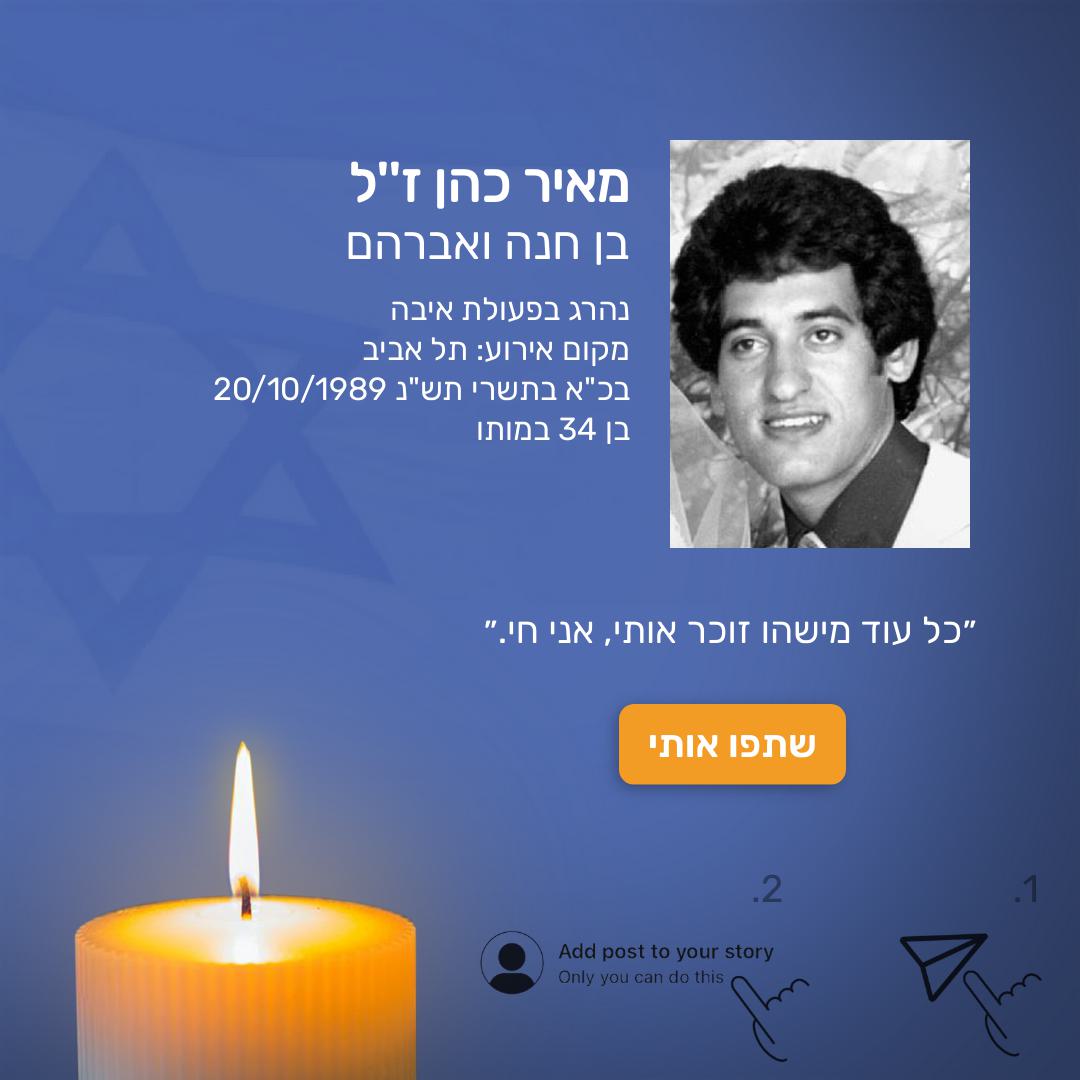 מאיר כהן ז"ל
בן חנה ואברהם
נהרג בפעולת איבה
מקום אירוע: תל אביב
בכ"א בתשרי תש"נ 20/10/1989
בן 34 במותו
״כל עוד מישהו זוכר אותי, אני חי.״
שתפו אותי
1.
2.
Add post to your story
Only you can do this